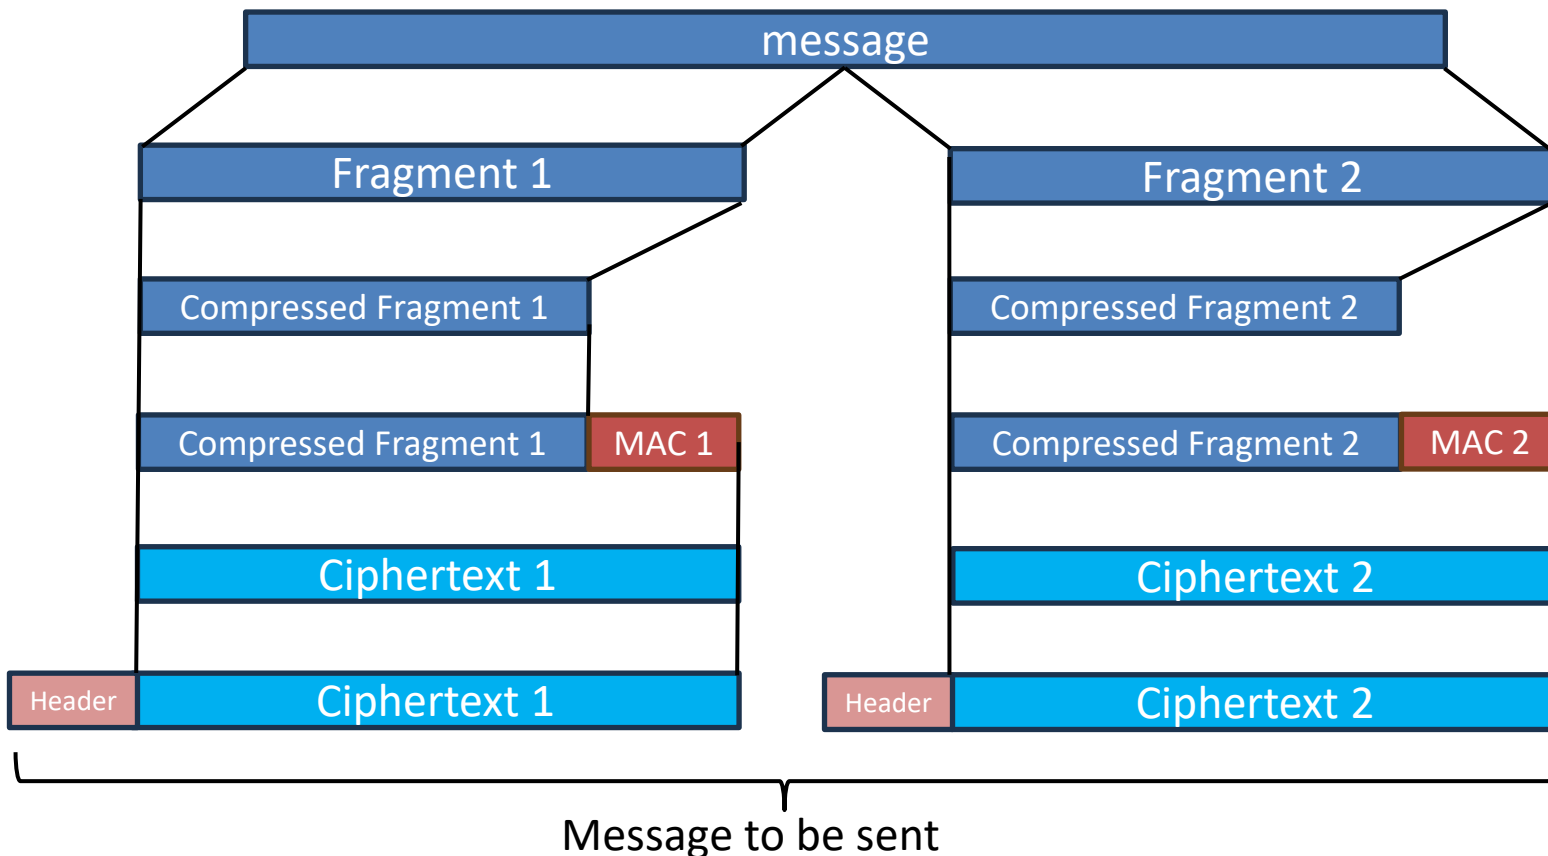 message
Fragment 1
Fragment 2
Compressed Fragment 1
Compressed Fragment 2
Compressed Fragment 1
MAC 1
Compressed Fragment 2
MAC 2
Ciphertext 1
Ciphertext 2
Header
Ciphertext 1
Header
Ciphertext 2
Message to be sent